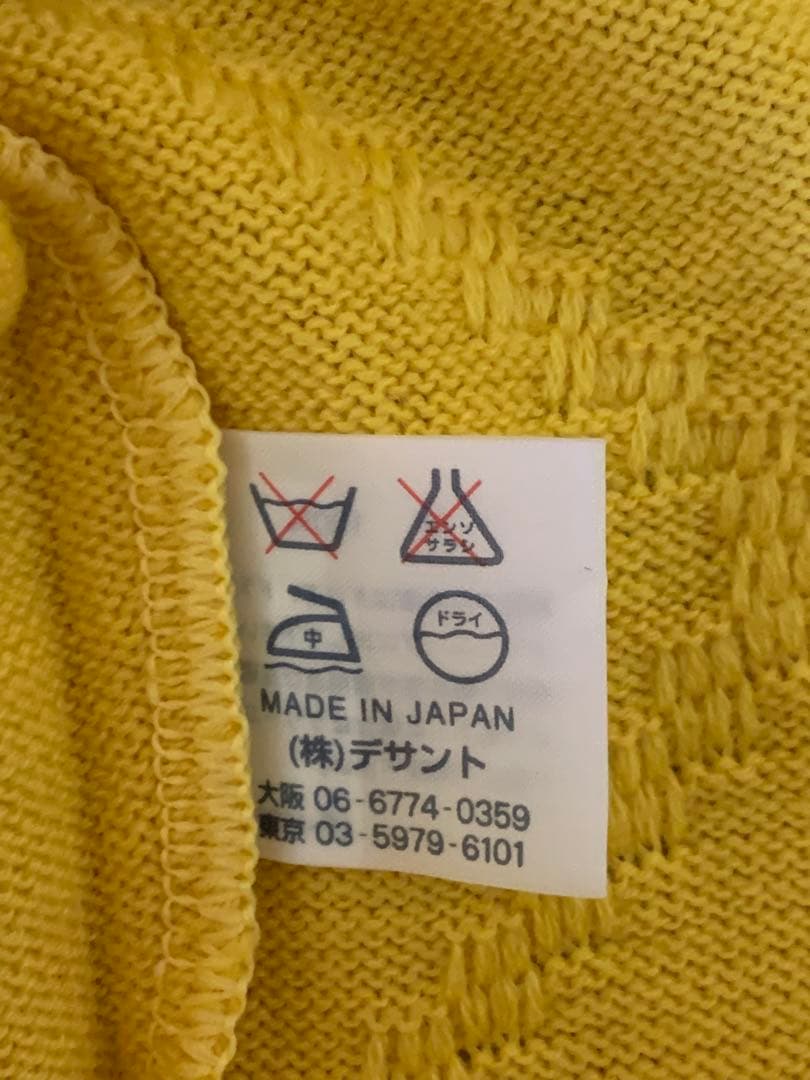 エンソ
サラシ
中
ドライ
MADE IN JAPAN
(株)デサント
大阪 06-6774-0359
東京 03-5979-6101